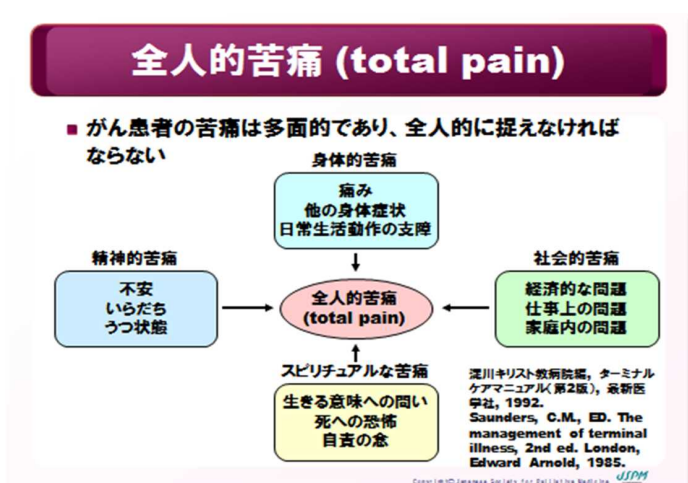 全人的苦痛 (total pain)
■ がん患者の苦痛は多面的であり、全人的に捉えなければ
ならない
身体的苦痛
痛み
他の身体症状
日常生活動作の支障
精神的苦痛
不安
いらだち
うつ状態
全人的苦痛
(total pain)
社会的苦痛
経済的な問題
仕事上の問題
家庭内の問題
スピリチュアルな苦痛
生きる意味への問い
死への恐怖
自責の念
淀川キリスト教病院編, ターミナル
ケアマニュアル(第2版), 最新医
学社, 1992.
Saunders, C.M., ED. The
management of terminal
illness, 2nd ed. London,
Edward Arnold, 1985.
Copyright© Japanese Society for Palliative Medicine
JSPM